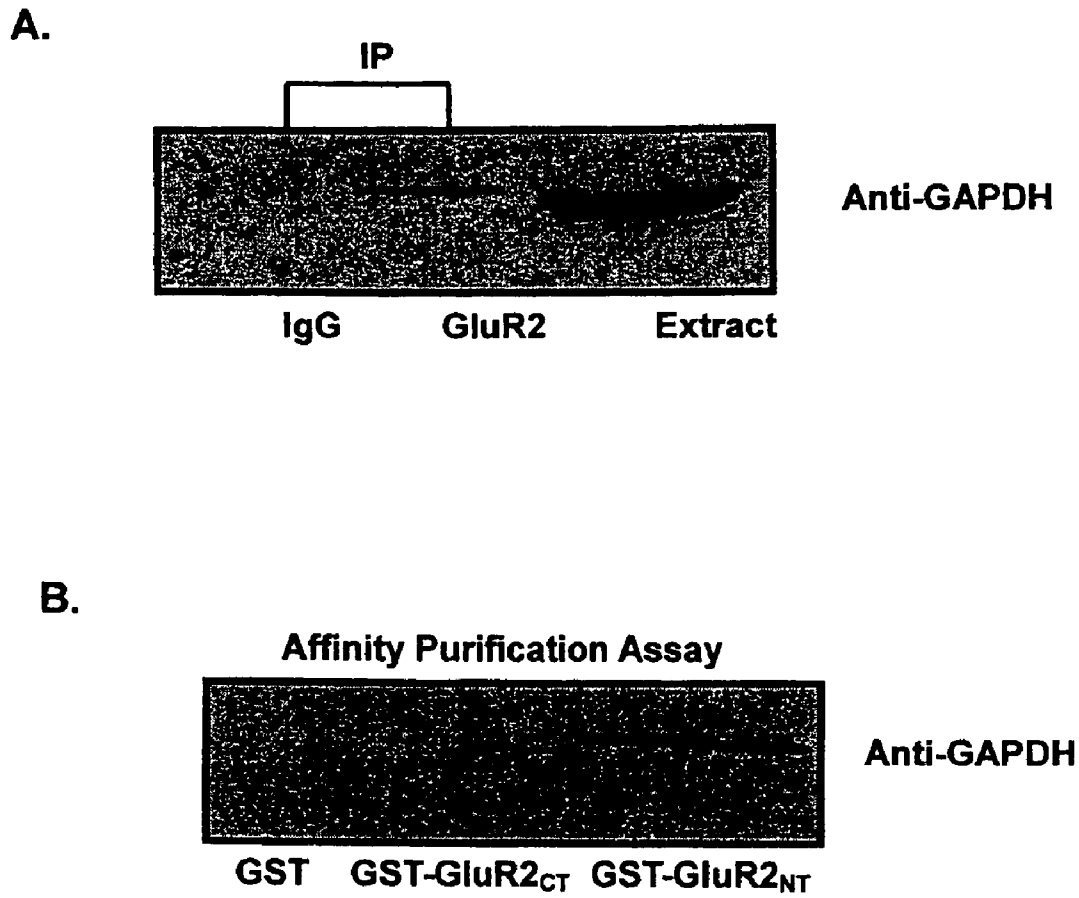 A.
IP
Anti-GAPDH
IgG GluR2 Extract
B.
Affinity Purification Assay
Anti-GAPDH
GST GST-GluR2CT GST-GluR2NT